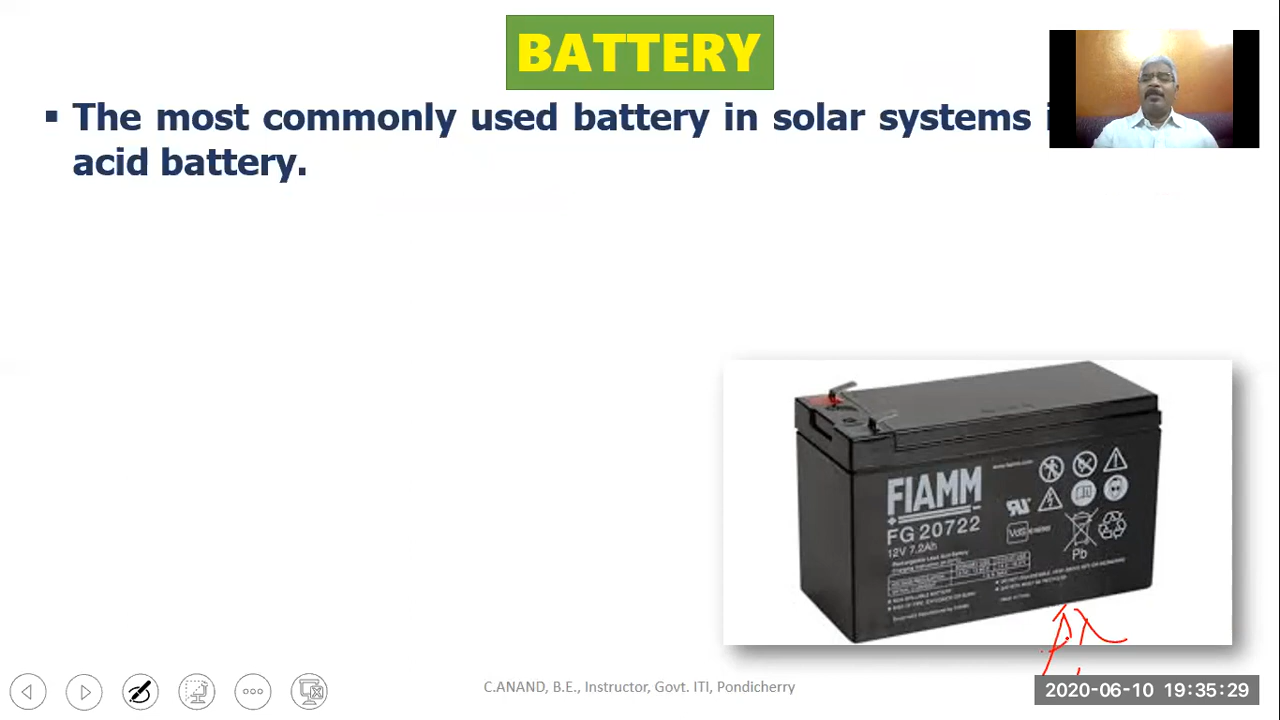 BATTERY
▪ The most commonly used battery in solar systems
acid battery.
FIAMM
FG 20722
12V 7.2Ah
Pb
C.ANAND, B.E., Instructor, Govt. ITI, Pondicherry
2020-06-10 19:35:29